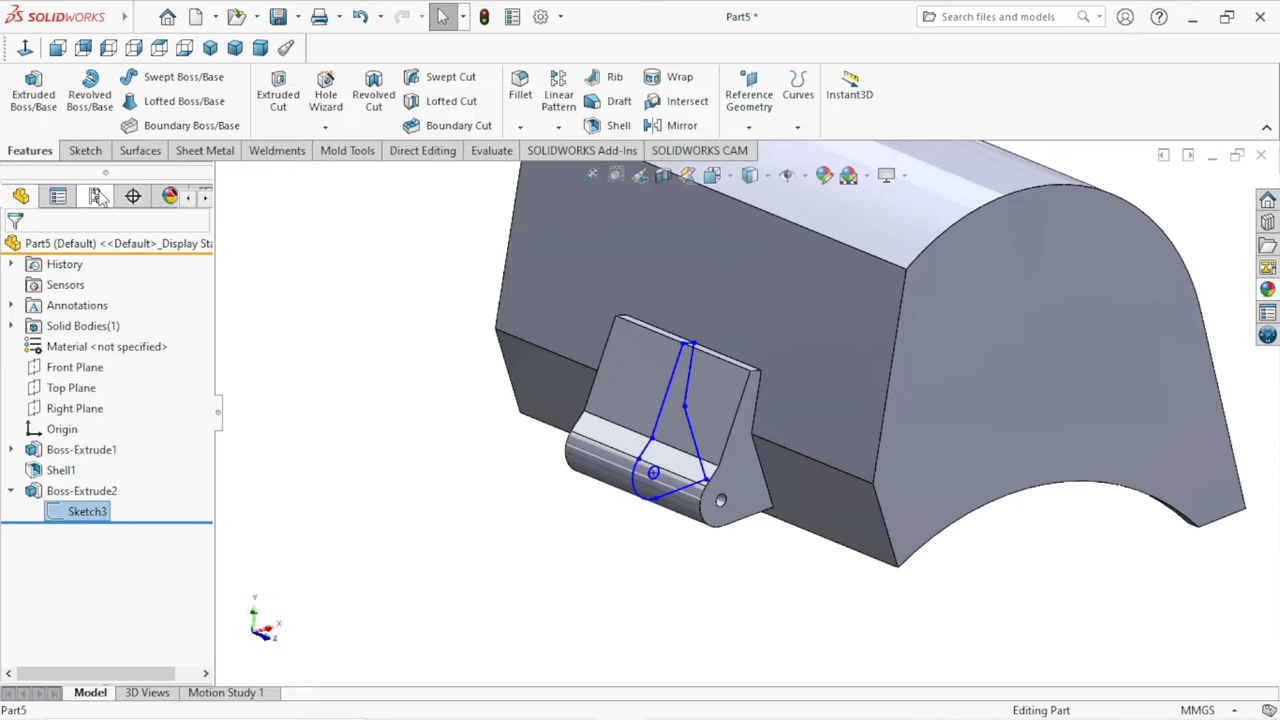 SOLIDWORKS
Part5 *
Search files and models
Extruded Boss/Base
Revolved Boss/Base
Swept Boss/Base
Lofted Boss/Base
Boundary Boss/Base
Extruded Cut
Hole Wizard
Revolved Cut
Swept Cut
Lofted Cut
Boundary Cut
Fillet
Linear Pattern
Rib
Draft
Shell
Wrap
Intersect
Mirror
Reference Geometry
Curves
Instant3D
Features
Sketch
Surfaces
Sheet Metal
Weldments
Mold Tools
Direct Editing
Evaluate
SOLIDWORKS Add-Ins
SOLIDWORKS CAM
Part5 (Default) <<Default>_Display Sta
History
Sensors
Annotations
Solid Bodies(1)
Material <not specified>
Front Plane
Top Plane
Right Plane
Origin
Boss-Extrude1
Shell1
Boss-Extrude2
Sketch3
Y
X
Z
Model
3D Views
Motion Study 1
Part5
Editing Part
MMGS